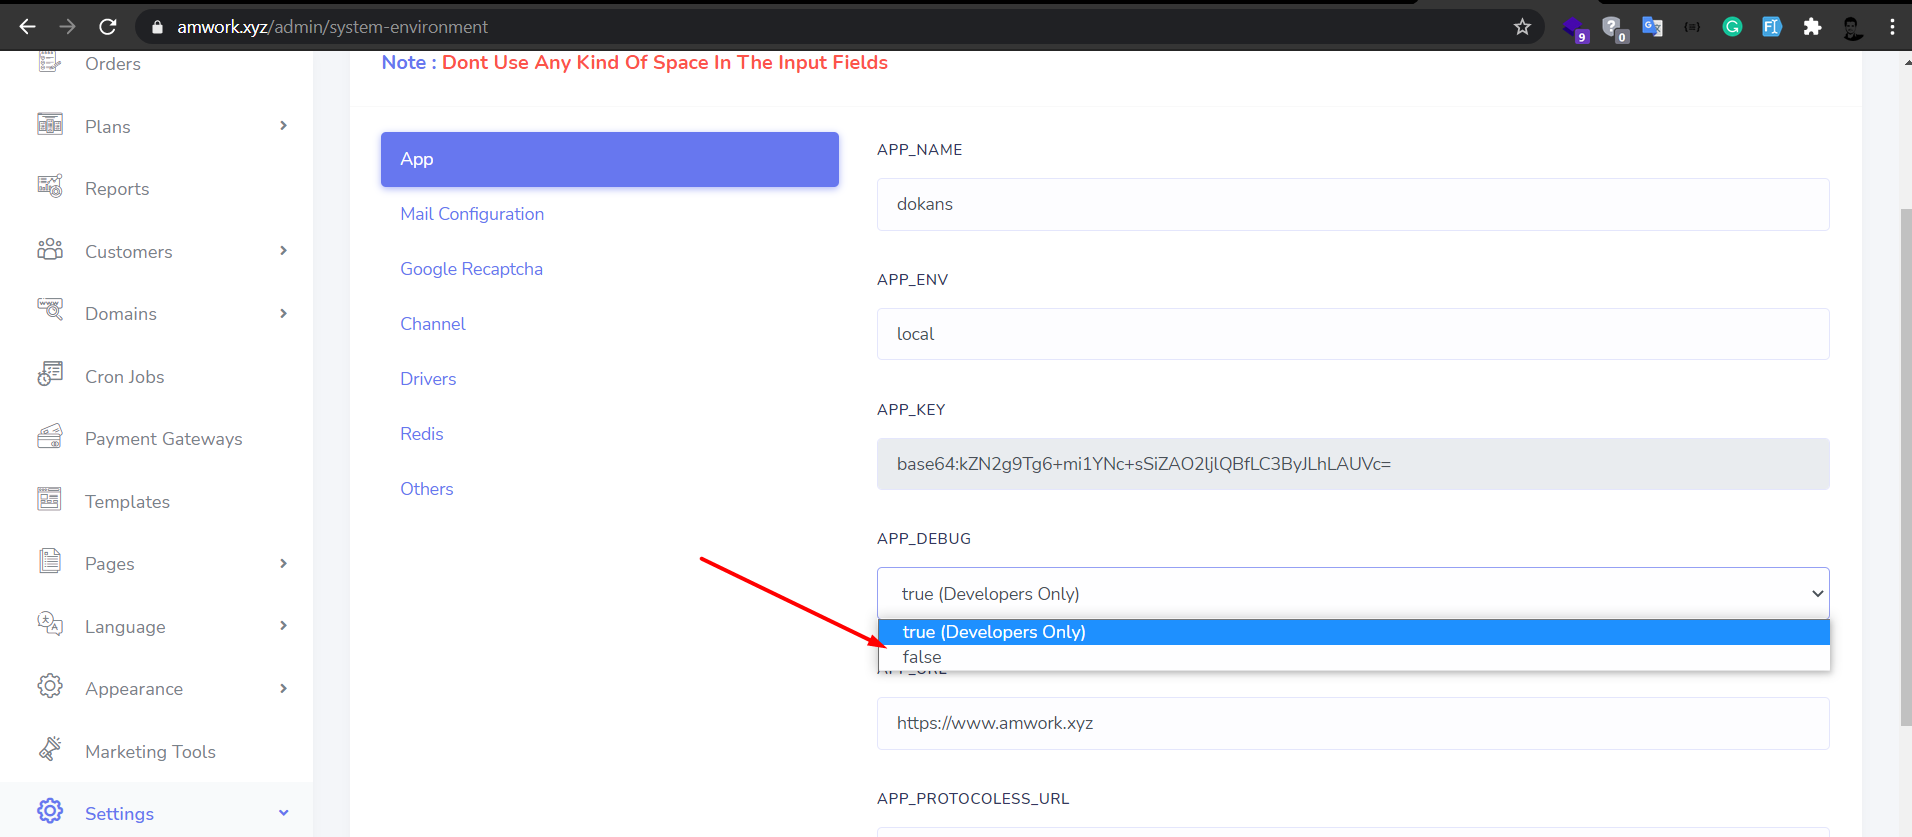 amwork.xyz/admin/system-environment
9
0
Orders
Plans
Reports
Customers
Domains
Cron Jobs
Payment Gateways
Templates
Pages
Language
Appearance
Marketing Tools
Settings
Note : Dont Use Any Kind Of Space In The Input Fields
App
Mail Configuration
Google Recaptcha
Channel
Drivers
Redis
Others
APP_NAME
dokans
APP_ENV
local
APP_KEY
base64:kZN2g9Tg6+mi1YNc+sSiZAO2ljlQBfLC3ByJLhLAUVc=
APP_DEBUG
true (Developers Only)
true (Developers Only)
false
APP_URL
https://www.amwork.xyz
APP_PROTOCOLESS_URL